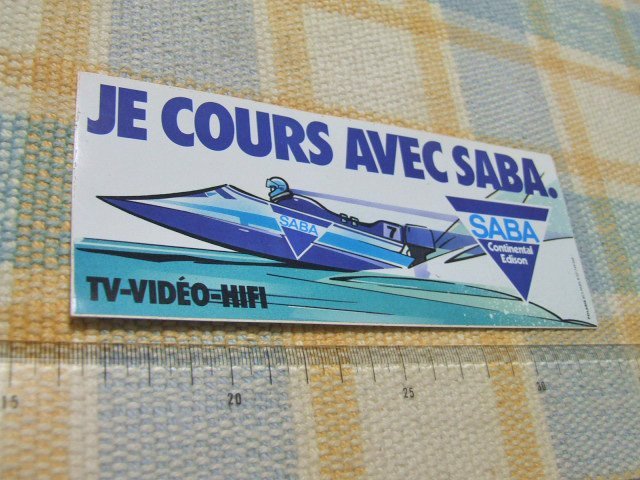 JE COURS AVEC SABA.
SABA
7
SABA
Continental
Edison
TV-VIDÉO-HIFI
15
20
25
30